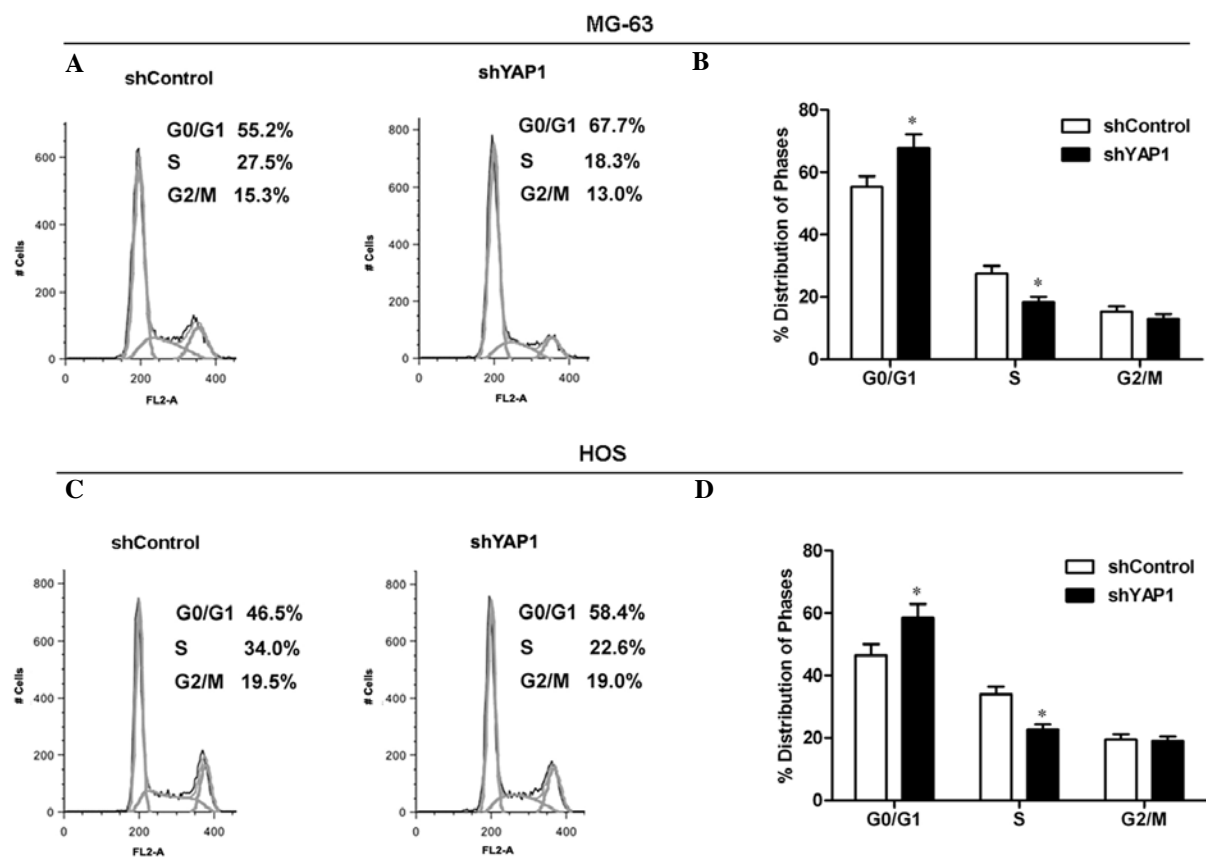 MG-63
A
B
shControl
shYAP1
G0/G1 55.2%
S 27.5%
G2/M 15.3%
600
400
200
0
# Cells
0 200 400
FL2-A
G0/G1 67.7%
S 18.3%
G2/M 13.0%
800
600
400
200
0
# Cells
0 200 400
FL2-A
80
60
40
20
0
% Distribution of Phases
* 
*
shControl
shYAP1
G0/G1 S G2/M
HOS
C
D
shControl
shYAP1
G0/G1 46.5%
S 34.0%
G2/M 19.5%
800
600
400
200
0
# Cells
0 200 400
FL2-A
G0/G1 58.4%
S 22.6%
G2/M 19.0%
800
600
400
200
0
# Cells
0 200 400
FL2-A
80
60
40
20
0
% Distribution of Phases
*
*
shControl
shYAP1
G0/G1 S G2/M